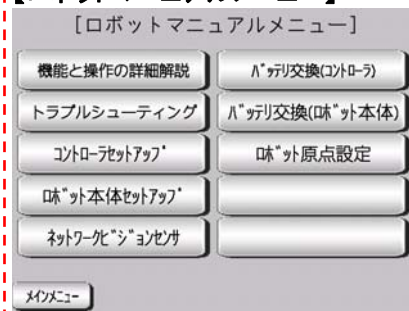 [ロボットマニュアルメニュー]
機能と操作の詳細解説
バッテリ交換(コントローラ)
トラブルシューティング
バッテリ交換(ロボット本体)
コントローラセットアップ
ロボット原点設定
ロボット本体セットアップ
ネットワークビジョンセンサ
メインメニュー